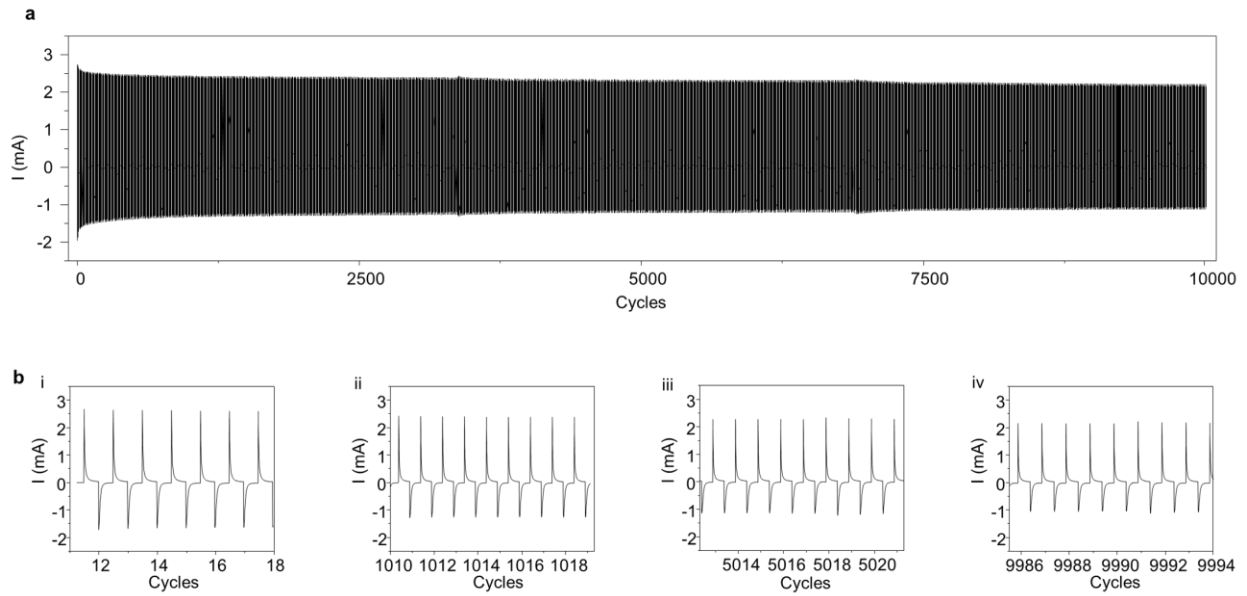 a
3
2
1
0
-1
-2
I (mA)
0 2500 5000 7500 10000
Cycles
b
i
3
2
1
0
-1
-2
I (mA)
12 14 16 18
Cycles
ii
3
2
1
0
-1
-2
I (mA)
1010 1012 1014 1016 1018
Cycles
iii
3
2
1
0
-1
-2
I (mA)
5014 5016 5018 5020
Cycles
iv
3
2
1
0
-1
-2
I (mA)
9986 9988 9990 9992 9994
Cycles